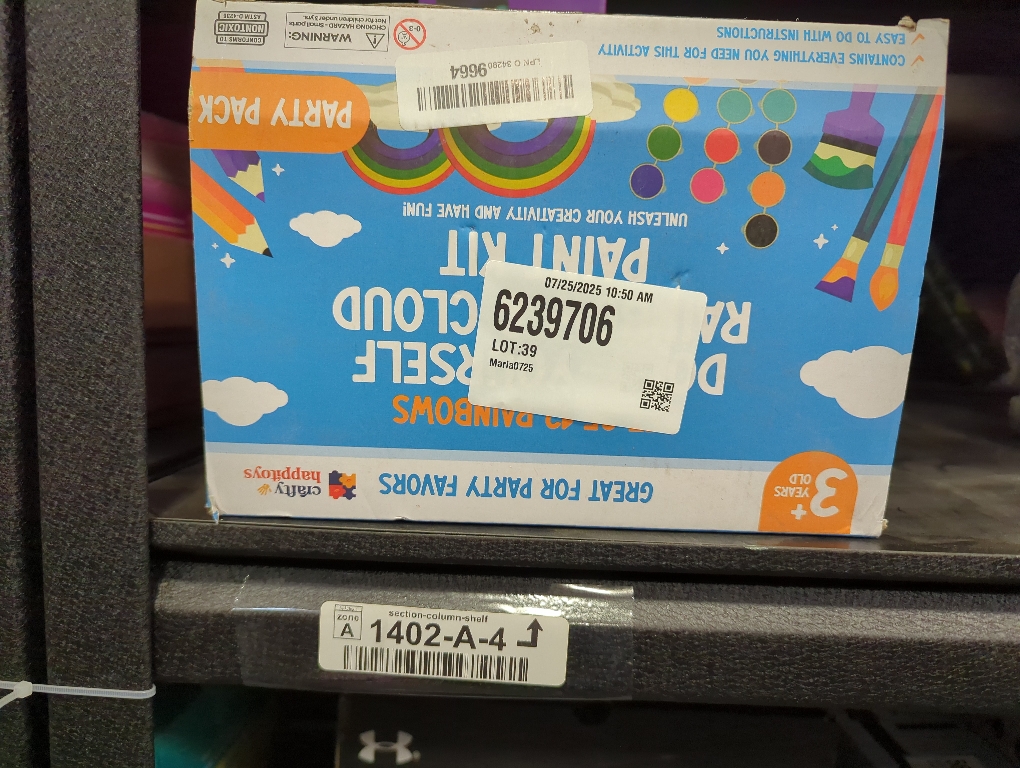 GREAT FOR PARTY FAVORS
crafty
happitoys
3+
YEARS
OLD
RAINBOWS
CLOUD
PAINT KIT
UNLEASH YOUR CREATIVITY AND HAVE FUN!
PARTY PACK
CONTAINS EVERYTHING YOU NEED FOR THIS ACTIVITY
EASY TO DO WITH INSTRUCTIONS
0-3
WARNING:
CHOKING HAZARD - Small parts.
Not for children under 3 yrs.
CONFORMS TO
NONTOXIC
ASTM D-4236
9664
07/25/2025 10:50 AM
6239706
LOT:39
Maria0725
section-column-shelf
zone
A
1402-A-4